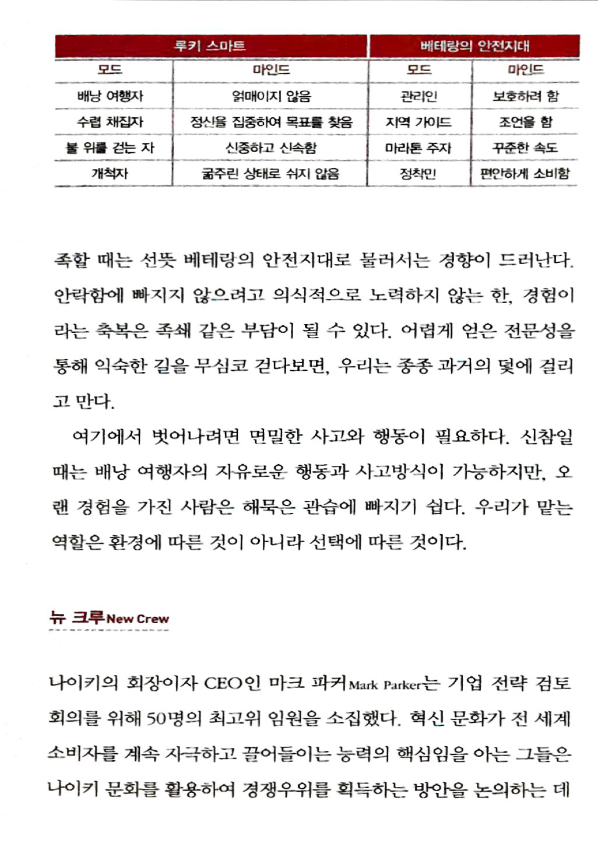 루키 스마트 베테랑의 안전지대
모드 마인드 모드 마인드
배낭 여행자 얽매이지 않음 관리인 보호하려 함
수렵 채집자 정신을 집중하여 목표를 찾음 지역 가이드 조언을 함
불 위를 걷는 자 신중하고 신속함 마라톤 주자 꾸준한 속도
개척자 굶주린 상태로 쉬지 않음 정착민 편안하게 소비함
족할 때는 선뜻 베테랑의 안전지대로 물러서는 경향이 드러난다.
안락함에 빠지지 않으려고 의식적으로 노력하지 않는 한, 경험이
라는 축복은 족쇄 같은 부담이 될 수 있다. 어렵게 얻은 전문성을
통해 익숙한 길을 무심코 걷다보면, 우리는 종종 과거의 덫에 걸리
고 만다.
여기에서 벗어나려면 면밀한 사고와 행동이 필요하다. 신참일
때는 배낭 여행자의 자유로운 행동과 사고방식이 가능하지만, 오
랜 경험을 가진 사람은 해묵은 관습에 빠지기 쉽다. 우리가 맡는
역할은 환경에 따른 것이 아니라 선택에 따른 것이다.
뉴 크루New Crew
나이키의 회장이자 CEO인 마크 파커Mark Parker는 기업 전략 검토
회의를 위해 50명의 최고위 임원을 소집했다. 혁신 문화가 전 세계
소비자를 계속 자극하고 끌어들이는 능력의 핵심임을 아는 그들은
나이키 문화를 활용하여 경쟁우위를 획득하는 방안을 논의하는 데